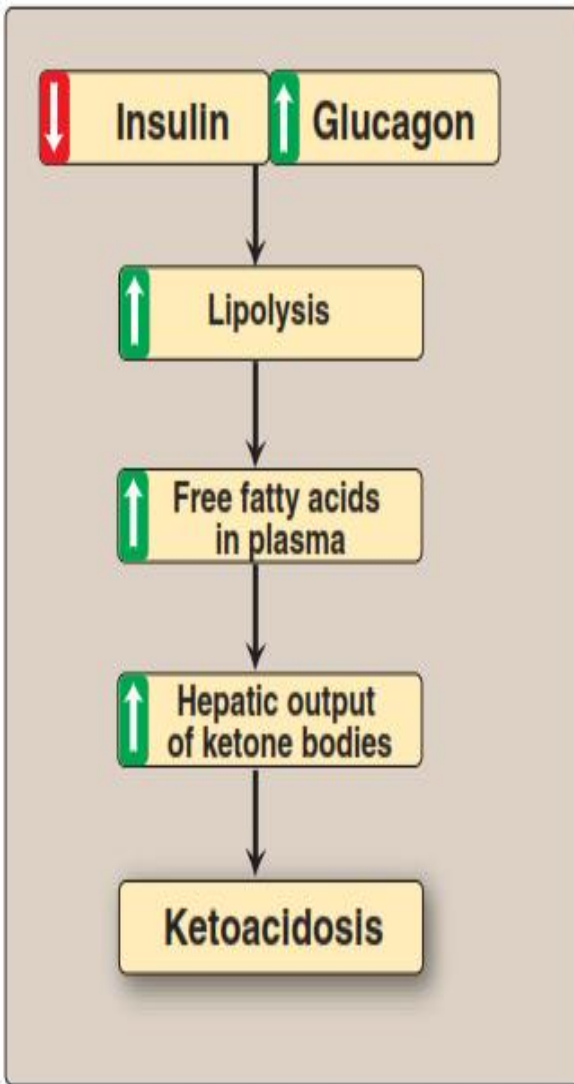 Insulin
Glucagon
Lipolysis
Free fatty acids
in plasma
Hepatic output
of ketone bodies
Ketoacidosis